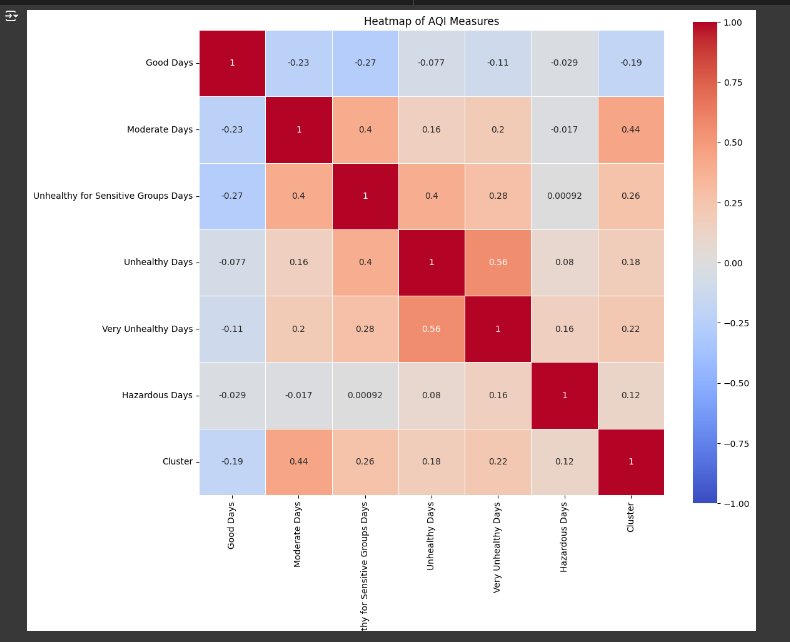 Heatmap of AQI Measures
Good Days
1 -0.23 -0.27 -0.077 -0.11 -0.029 -0.19
Moderate Days
-0.23 1 0.4 0.16 0.2 -0.017 0.44
Unhealthy for Sensitive Groups Days
-0.27 0.4 1 0.4 0.28 0.00092 0.26
Unhealthy Days
-0.077 0.16 0.4 1 0.56 0.08 0.18
Very Unhealthy Days
-0.11 0.2 0.28 0.56 1 0.16 0.22
Hazardous Days
-0.029 -0.017 0.00092 0.08 0.16 1 0.12
Cluster
-0.19 0.44 0.26 0.18 0.22 0.12 1
Good Days
Moderate Days
thy for Sensitive Groups Days
Unhealthy Days
Very Unhealthy Days
Hazardous Days
Cluster
1.00
0.75
0.50
0.25
0.00
−0.25
−0.50
−0.75
−1.00